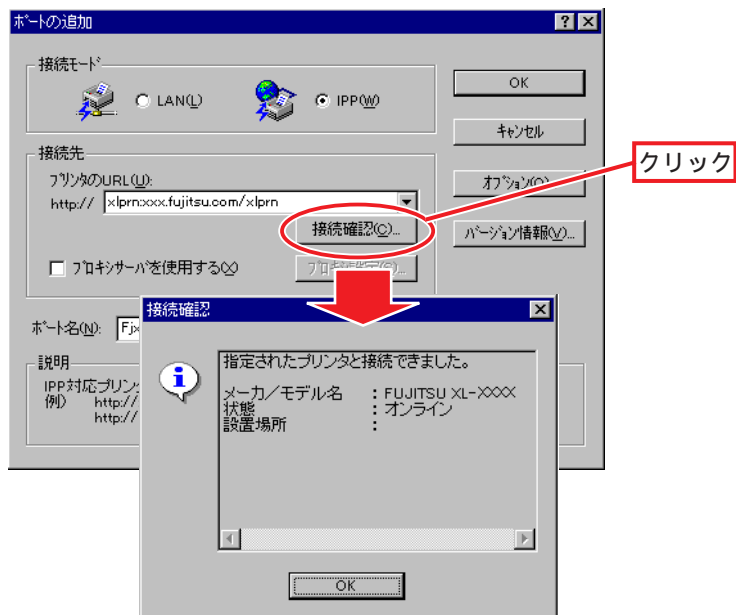 ポートの追加
接続モード
LAN(L)
IPP(W)
OK
キャンセル
オプション(O)...
バージョン情報(V)...
クリック
接続先
プリンタのURL(U):
http:// xlprn:xxx.fujitsu.com/xlprn
接続確認(C)...
プロキシサーバを使用する(X)
ポート名(N): Fjx
説明
IPP対応プリン
例) http://
http://
接続確認
指定されたプリンタと接続できました。
メーカ/モデル名 : FUJITSU XL-XXXX
状態 : オンライン
設置場所 :
OK